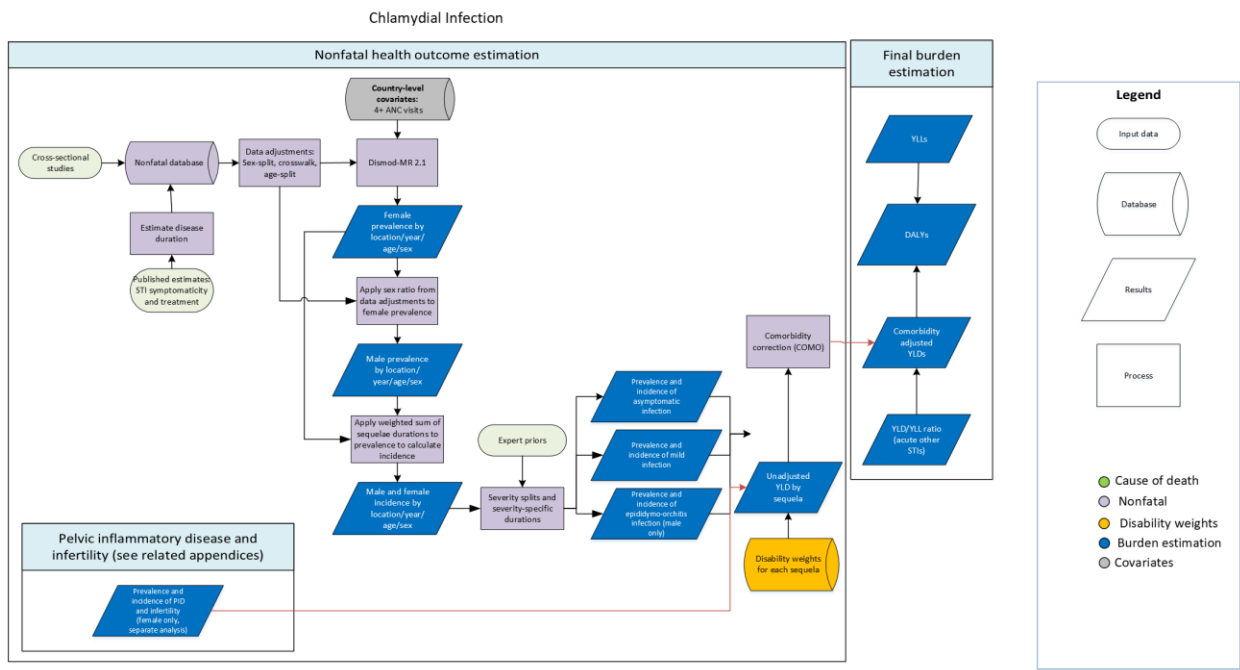 Chlamydial Infection
Nonfatal health outcome estimation
Country-level
covariates:
4+ ANC visits
Cross-sectional
studies
Nonfatal database
Data adjustments:
Sex-split, crosswalk,
age-split
Dismod-MR 2.1
Estimate disease
duration
Published estimates:
STI symptomaticity
and treatment
Female
prevalence by
location/year/
age/sex
Apply sex ratio from
data adjustments to
female prevalence
Male prevalence
by location/
year/age/sex
Apply weighted sum of
sequelae durations to
prevalence to calculate
incidence
Male and female
incidence by
location/year/
age/sex
Expert priors
Severity splits and
severity-specific
durations
Prevalence and
incidence of
asymptomatic
infection
Prevalence and
incidence of mild
infection
Prevalence and
incidence of
epididymo-orchitis
infection (male
only)
Comorbidity
correction (COMO)
Unadjusted
YLD by
sequela
Disability weights
for each sequela
Pelvic inflammatory disease and
infertility (see related appendices)
Prevalence and
incidence of PID
and infertility
(female only,
separate analysis)
Final burden
estimation
YLLs
DALYs
Comorbidity
adjusted
YLDs
YLD/YLL ratio
(acute other
STIs)
Legend
Input data
Database
Results
Process
Cause of death
Nonfatal
Disability weights
Burden estimation
Covariates